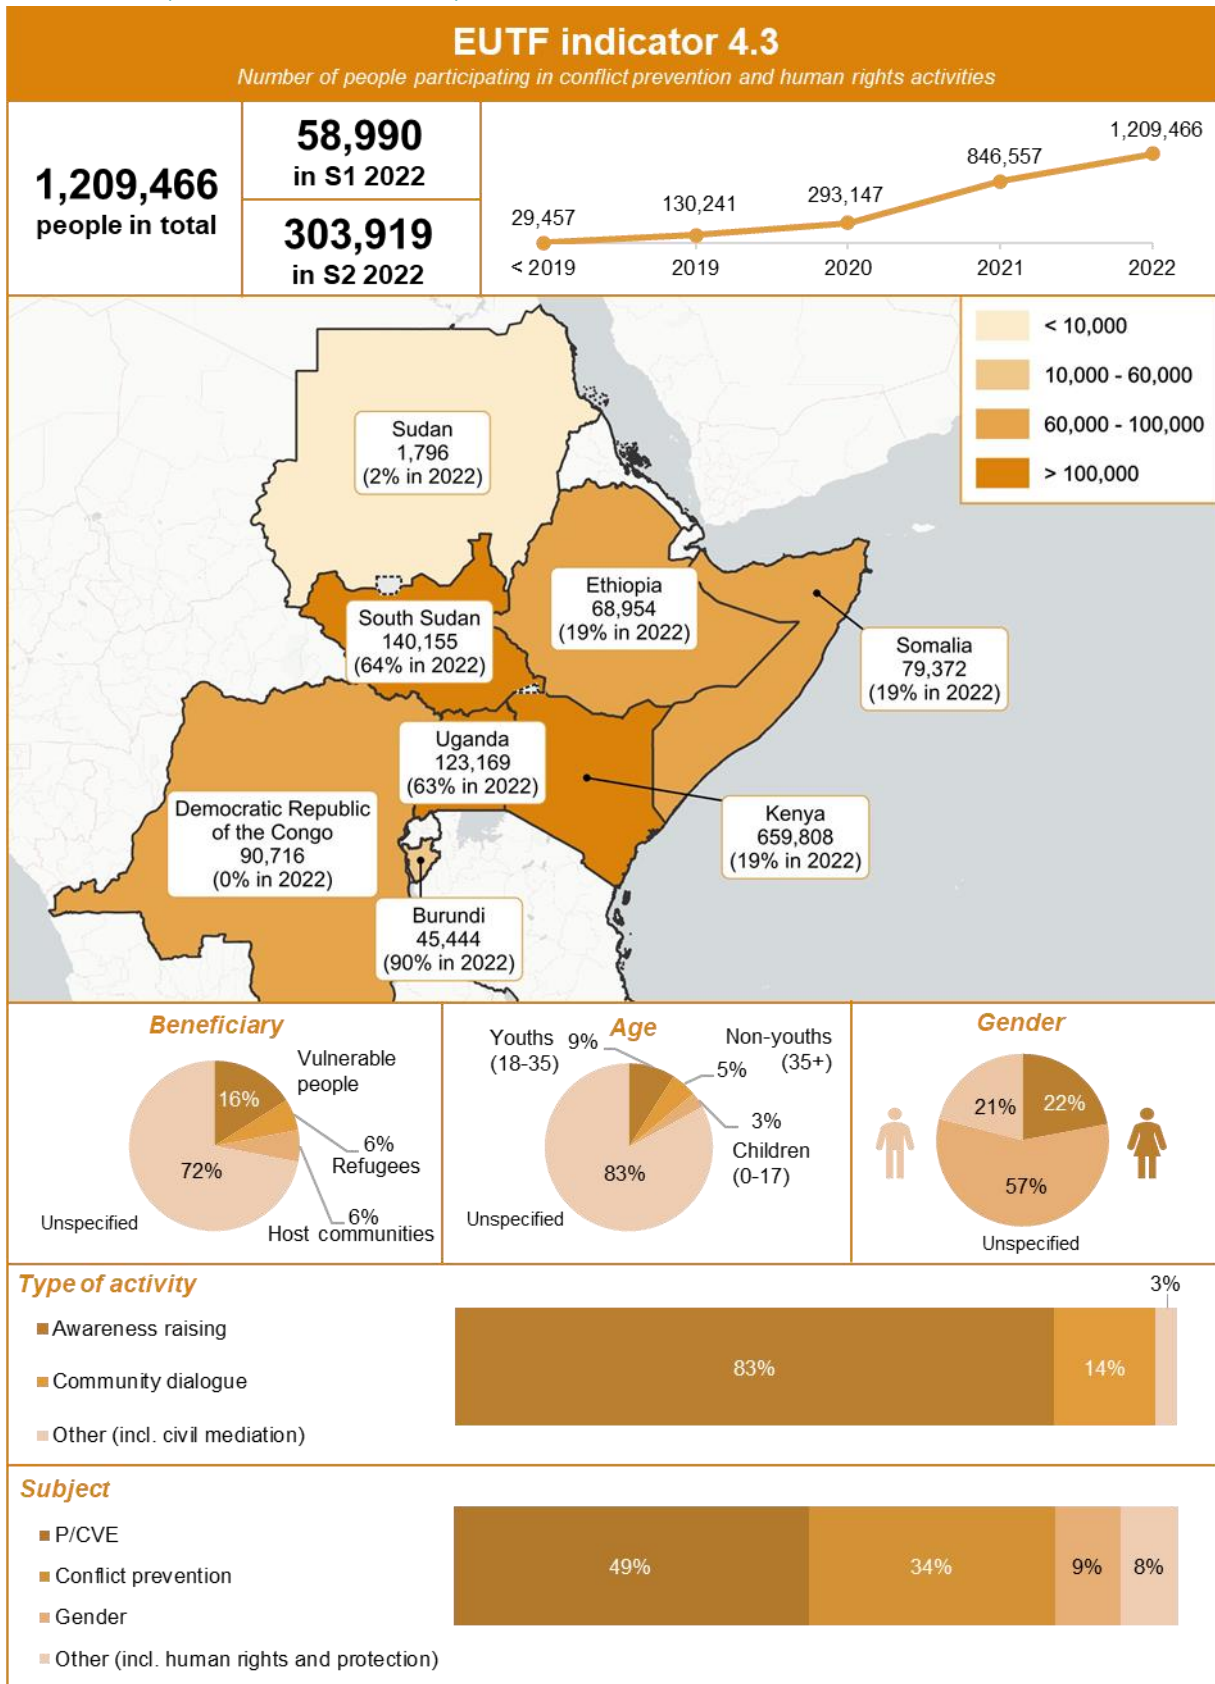 EUTF indicator 4.3
Number of people participating in conflict prevention and human rights activities
1,209,466
people in total
58,990
in S1 2022
303,919
in S2 2022
29,457
130,241
293,147
846,557
1,209,466
< 2019
2019
2020
2021
2022
< 10,000
10,000 - 60,000
60,000 - 100,000
> 100,000
Sudan
1,796
(2% in 2022)
Ethiopia
68,954
(19% in 2022)
South Sudan
140,155
(64% in 2022)
Somalia
79,372
(19% in 2022)
Uganda
123,169
(63% in 2022)
Democratic Republic
of the Congo
90,716
(0% in 2022)
Kenya
659,808
(19% in 2022)
Burundi
45,444
(90% in 2022)
Beneficiary
Vulnerable
people
16%
6%
Refugees
72%
6%
Host communities
Unspecified
Age
Youths
(18-35)
9%
Non-youths
(35+)
5%
3%
Children
(0-17)
83%
Unspecified
Gender
21%
22%
57%
Unspecified
Type of activity
Awareness raising
Community dialogue
Other (incl. civil mediation)
83%
14%
3%
Subject
P/CVE
Conflict prevention
Gender
Other (incl. human rights and protection)
49%
34%
9%
8%